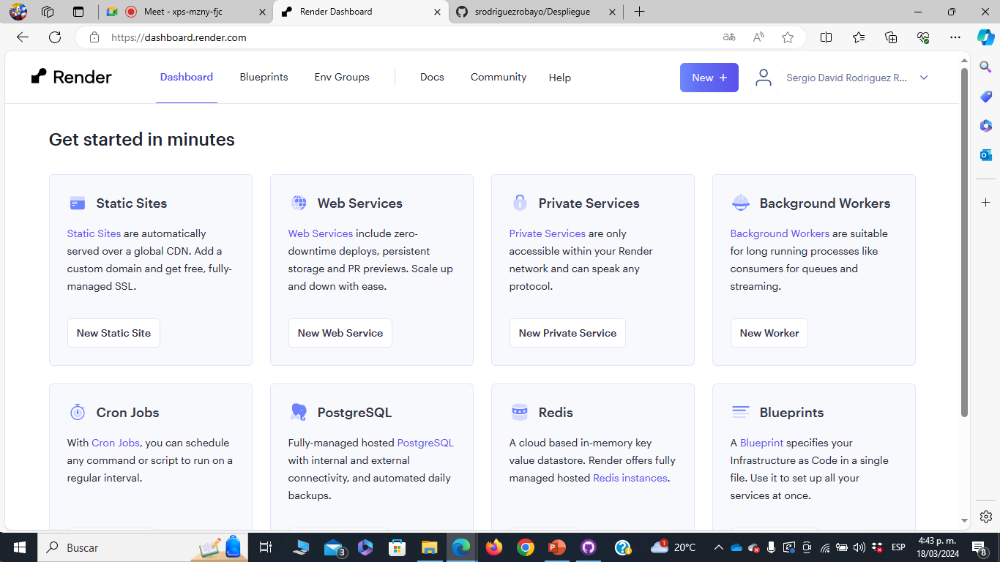 Meet - xps-mzny-fjc
Render Dashboard
srodriguezrobayo/Despliegue
https://dashboard.render.com
Render
Dashboard
Blueprints
Env Groups
Docs
Community
Help
New +
Sergio David Rodriguez R...
Get started in minutes
Static Sites
Static Sites are automatically
served over a global CDN. Add a
custom domain and get free, fully-
managed SSL.
New Static Site
Web Services
Web Services include zero-
downtime deploys, persistent
storage and PR previews. Scale up
and down with ease.
New Web Service
Private Services
Private Services are only
accessible within your Render
network and can speak any
protocol.
New Private Service
Background Workers
Background Workers are suitable
for long running processes like
consumers for queues and
streaming.
New Worker
Cron Jobs
With Cron Jobs, you can schedule
any command or script to run on a
regular interval.
PostgreSQL
Fully-managed hosted PostgreSQL
with internal and external
connectivity, and automated daily
backups.
Redis
A cloud based in-memory key
value datastore. Render offers fully
managed hosted Redis instances.
Blueprints
A Blueprint specifies your
Infrastructure as Code in a single
file. Use it to set up all your
services at once.
Buscar
3
1
20°C
ESP
4:43 p. m.
18/03/2024
8